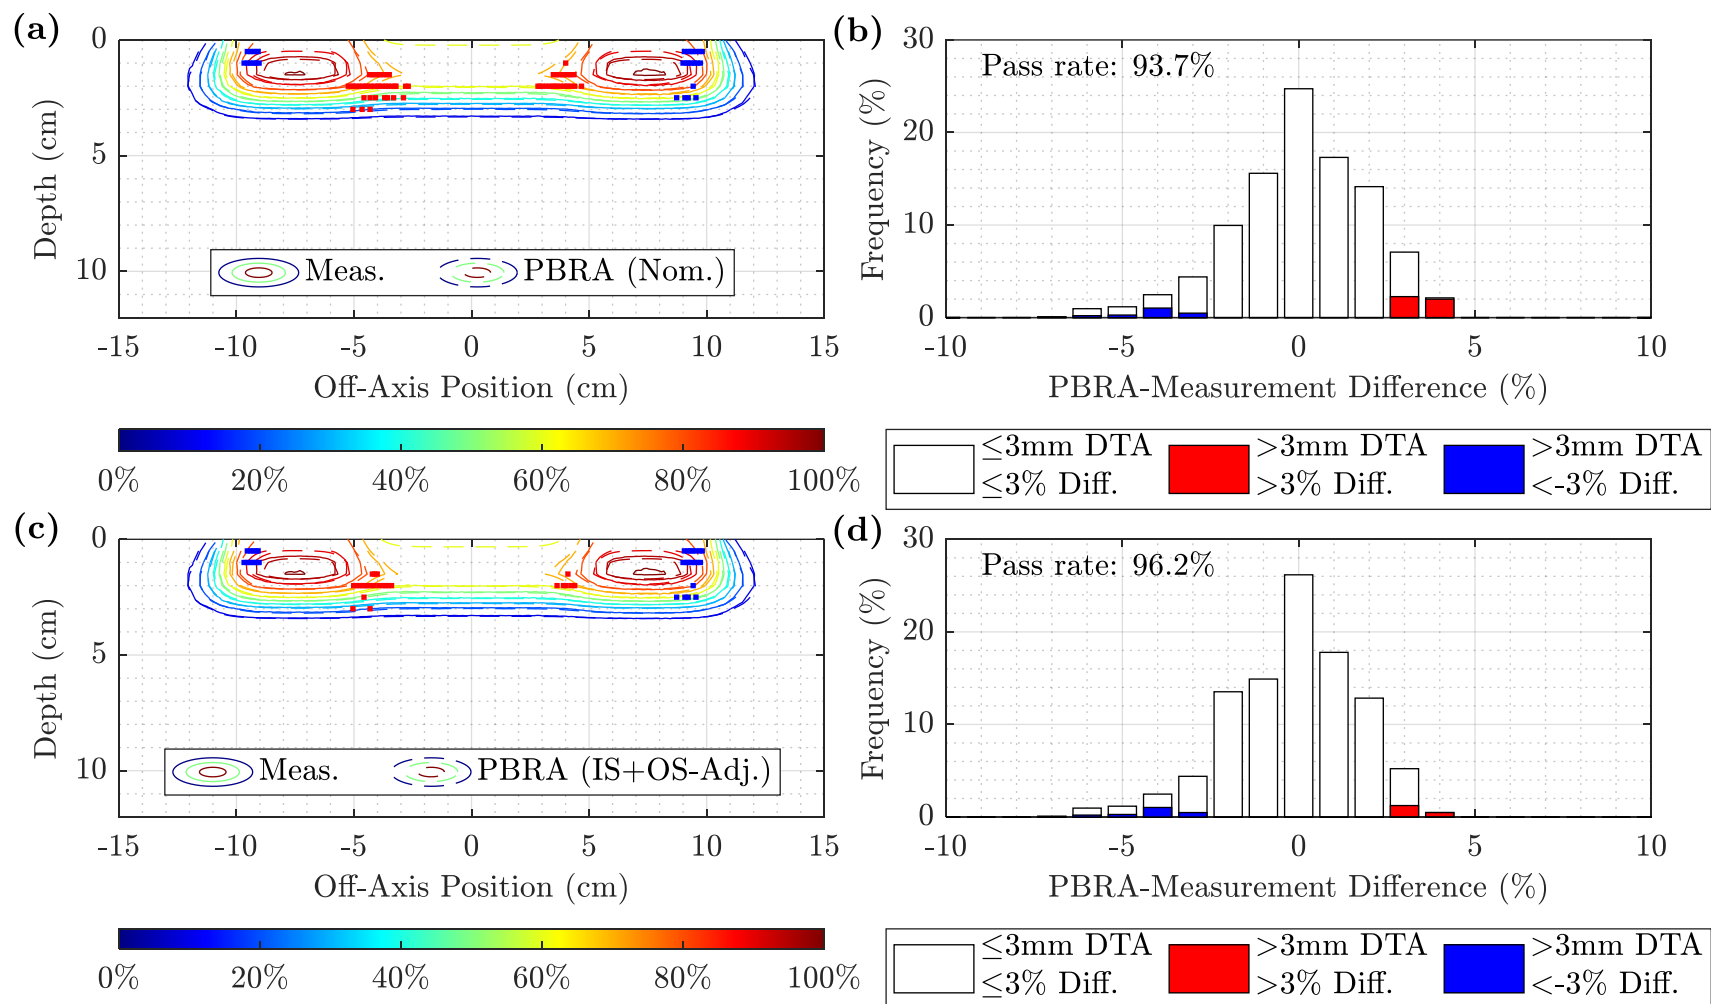 (a)
0
5
10
Depth (cm)
Meas.
PBRA (Nom.)
-15 -10 -5 0 5 10 15
Off-Axis Position (cm)
0% 20% 40% 60% 80% 100%
(b)
30
20
10
0
Frequency (%)
Pass rate: 93.7%
-10 -5 0 5 10
PBRA-Measurement Difference (%)
≤3mm DTA
≤3% Diff.
>3mm DTA
>3% Diff.
>3mm DTA
<-3% Diff.
(c)
0
5
10
Depth (cm)
Meas.
PBRA (IS+OS-Adj.)
-15 -10 -5 0 5 10 15
Off-Axis Position (cm)
0% 20% 40% 60% 80% 100%
(d)
30
20
10
0
Frequency (%)
Pass rate: 96.2%
-10 -5 0 5 10
PBRA-Measurement Difference (%)
≤3mm DTA
≤3% Diff.
>3mm DTA
>3% Diff.
>3mm DTA
<-3% Diff.